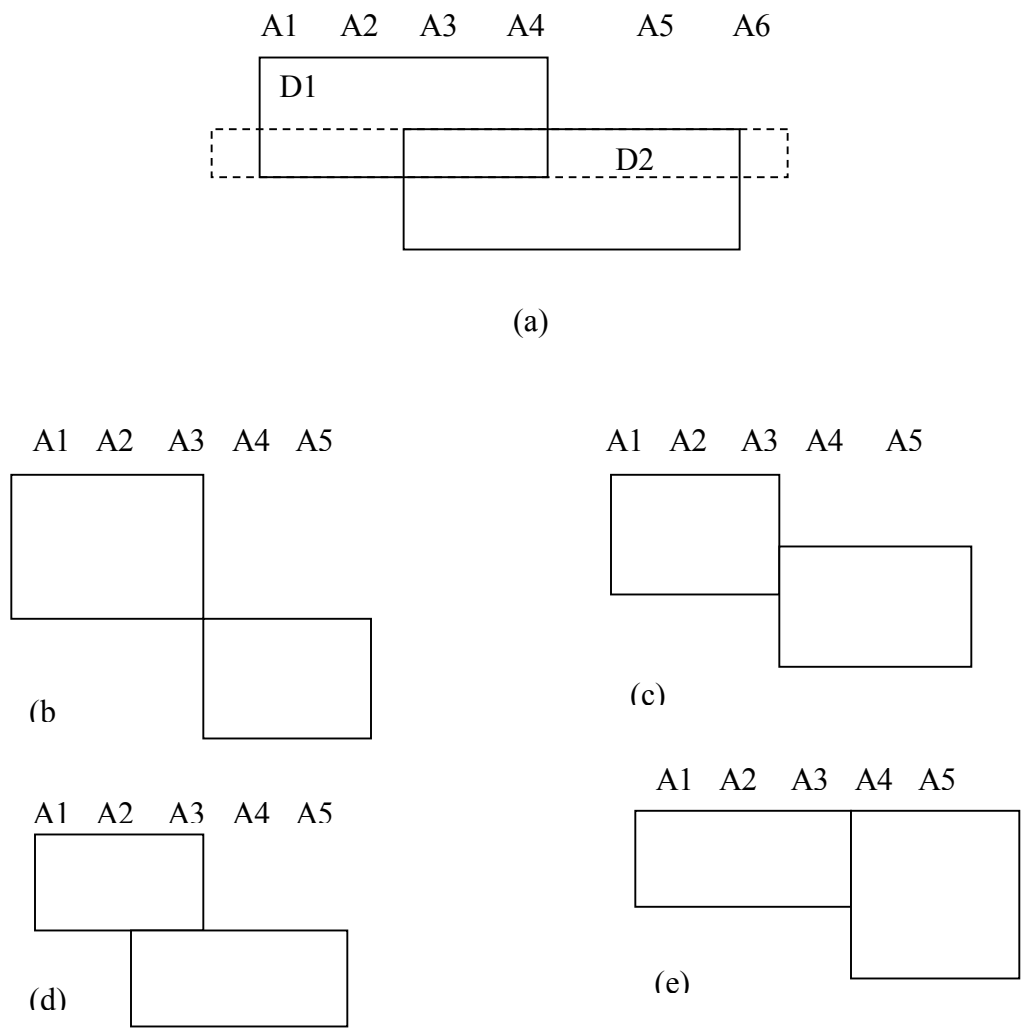 A1 A2 A3 A4 A5 A6
D1
D2
(a)
A1 A2 A3 A4 A5
A1 A2 A3 A4 A5
(b
(c)
A1 A2 A3 A4 A5
A1 A2 A3 A4 A5
(d)
(e)